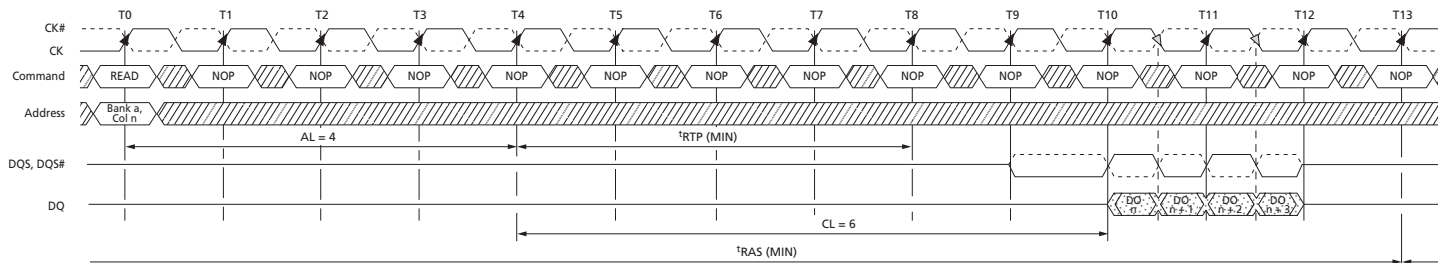 T0 T1 T2 T3 T4 T5 T6 T7 T8 T9 T10 T11 T12 T13
CK#
CK
Command READ NOP NOP NOP NOP NOP NOP NOP NOP NOP NOP NOP NOP NOP
Address Bank a,
Col n
AL = 4 tRTP (MIN)
DQS, DQS#
DQ DO
n DO
n + 1 DO
n + 2 DO
n + 3
CL = 6
tRAS (MIN)